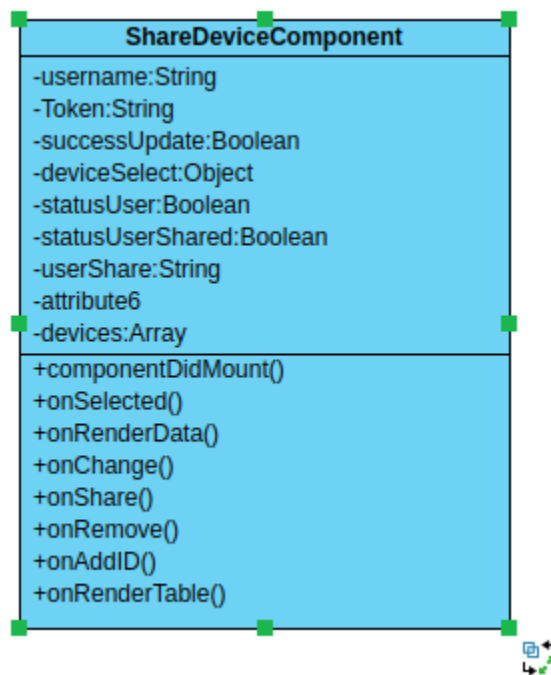 ShareDeviceComponent
-username:String
-Token:String
-successUpdate:Boolean
-deviceSelect:Object
-statusUser:Boolean
-statusUserShared:Boolean
-userShare:String
-attribute6
-devices:Array
+componentDidMount()
+onSelected()
+onRenderData()
+onChange()
+onShare()
+onRemove()
+onAddID()
+onRenderTable()